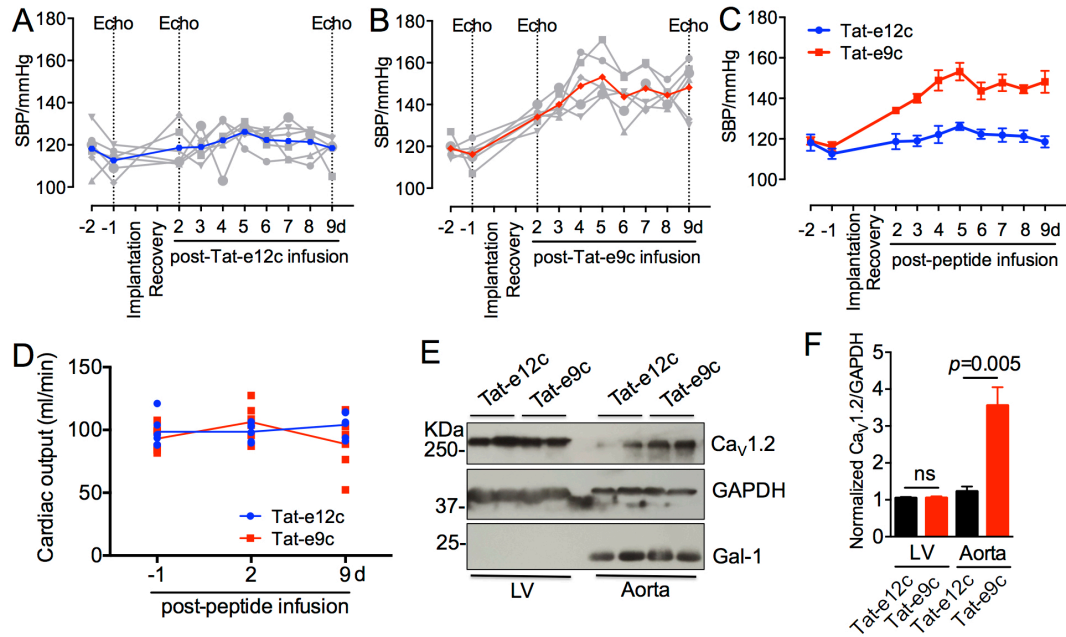 A
Echo
Echo
Echo
SBP/mmHg
160
140
120
100
-2
-1
2
3
4
5
6
7
8
9d
Implantation
Recovery
post-Tat-e12c infusion
B
Echo
Echo
Echo
SBP/mmHg
180
160
140
120
100
-2
-1
2
3
4
5
6
7
8
9d
Implantation
Recovery
post-Tat-e9c infusion
C
Tat-e12c
Tat-e9c
SBP/mmHg
180
160
140
120
100
-2
-1
2
3
4
5
6
7
8
9d
Implantation
Recovery
post-peptide infusion
D
Cardiac output (ml/min)
150
100
50
0
Tat-e12c
Tat-e9c
-1
2
9 d
post-peptide infusion
E
Tat-e12c
Tat-e9c
Tat-e12c
Tat-e9c
KDa
250-
37-
25-
CaV1.2
GAPDH
Gal-1
LV
Aorta
F
Normalized CaV1.2/GAPDH
5
4
3
2
1
0
ns
p=0.005
LV
Aorta
Tat-e12c
Tat-e9c
Tat-e12c
Tat-e9c